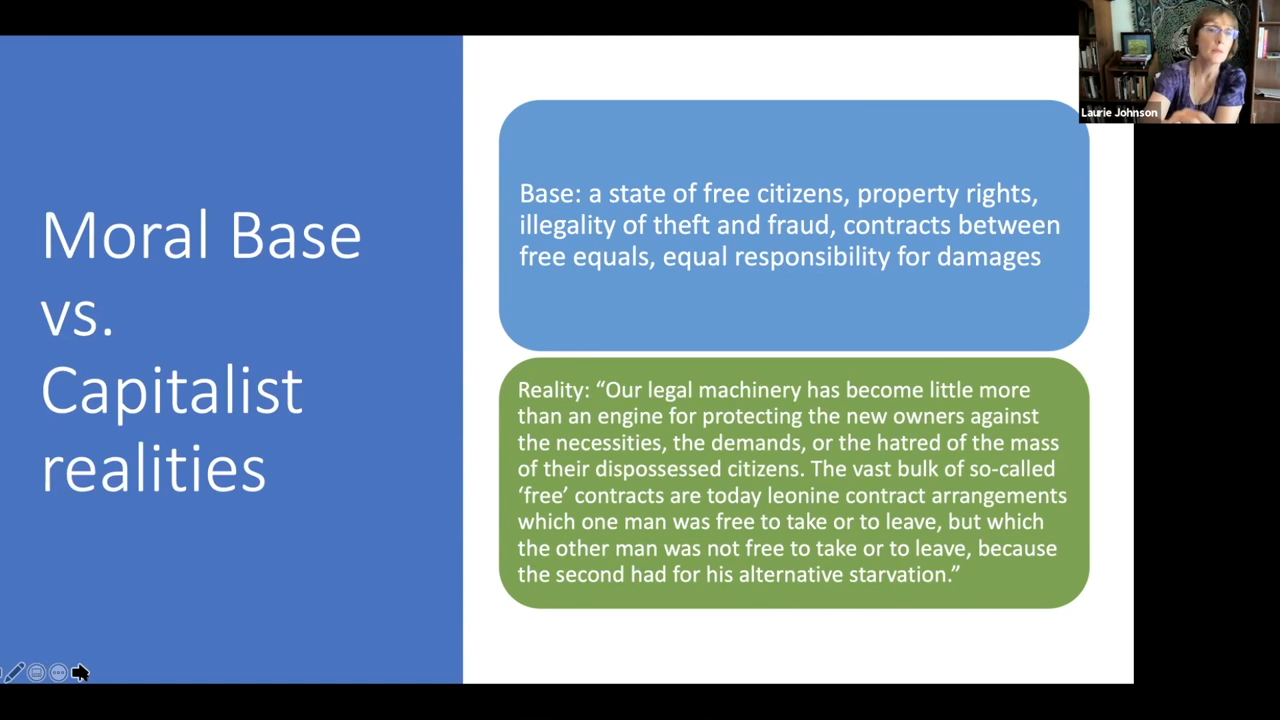 Moral Base
vs.
Capitalist
realities
Base: a state of free citizens, property rights,
illegality of theft and fraud, contracts between
free equals, equal responsibility for damages
Reality: “Our legal machinery has become little more
than an engine for protecting the new owners against
the necessities, the demands, or the hatred of the mass
of their dispossessed citizens. The vast bulk of so-called
‘free’ contracts are today leonine contract arrangements
which one man was free to take or to leave, but which
the other man was not free to take or to leave, because
the second had for his alternative starvation.”
Laurie Johnson